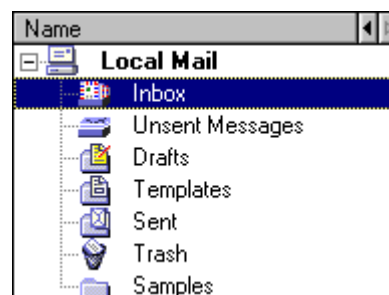 Name
Local Mail
Inbox
Unsent Messages
Drafts
Templates
Sent
Trash
Samples